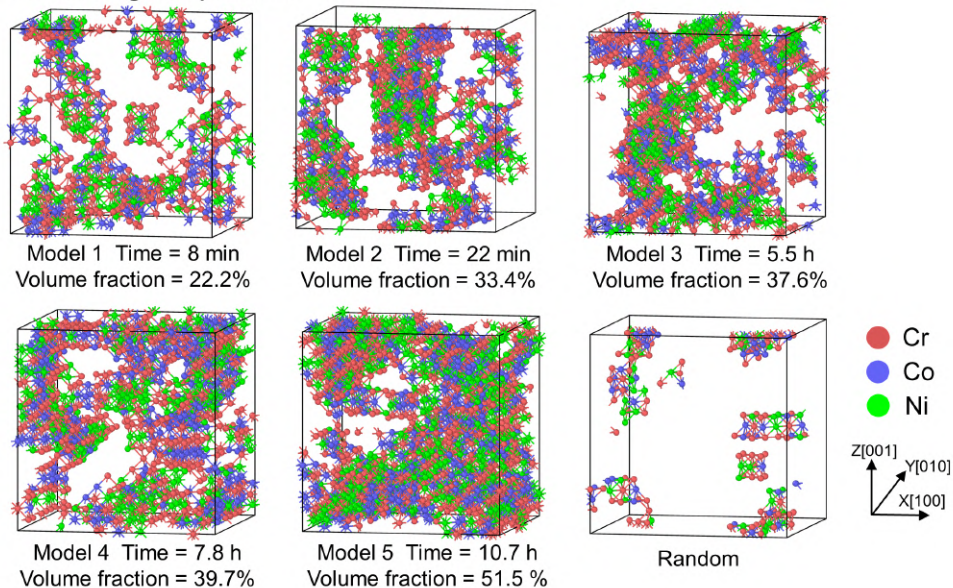 Model 1 Time = 8 min
Volume fraction = 22.2%
Model 2 Time = 22 min
Volume fraction = 33.4%
Model 3 Time = 5.5 h
Volume fraction = 37.6%
Model 4 Time = 7.8 h
Volume fraction = 39.7%
Model 5 Time = 10.7 h
Volume fraction = 51.5 %
Random
Cr
Co
Ni
Z[001]
Y[010]
X[100]